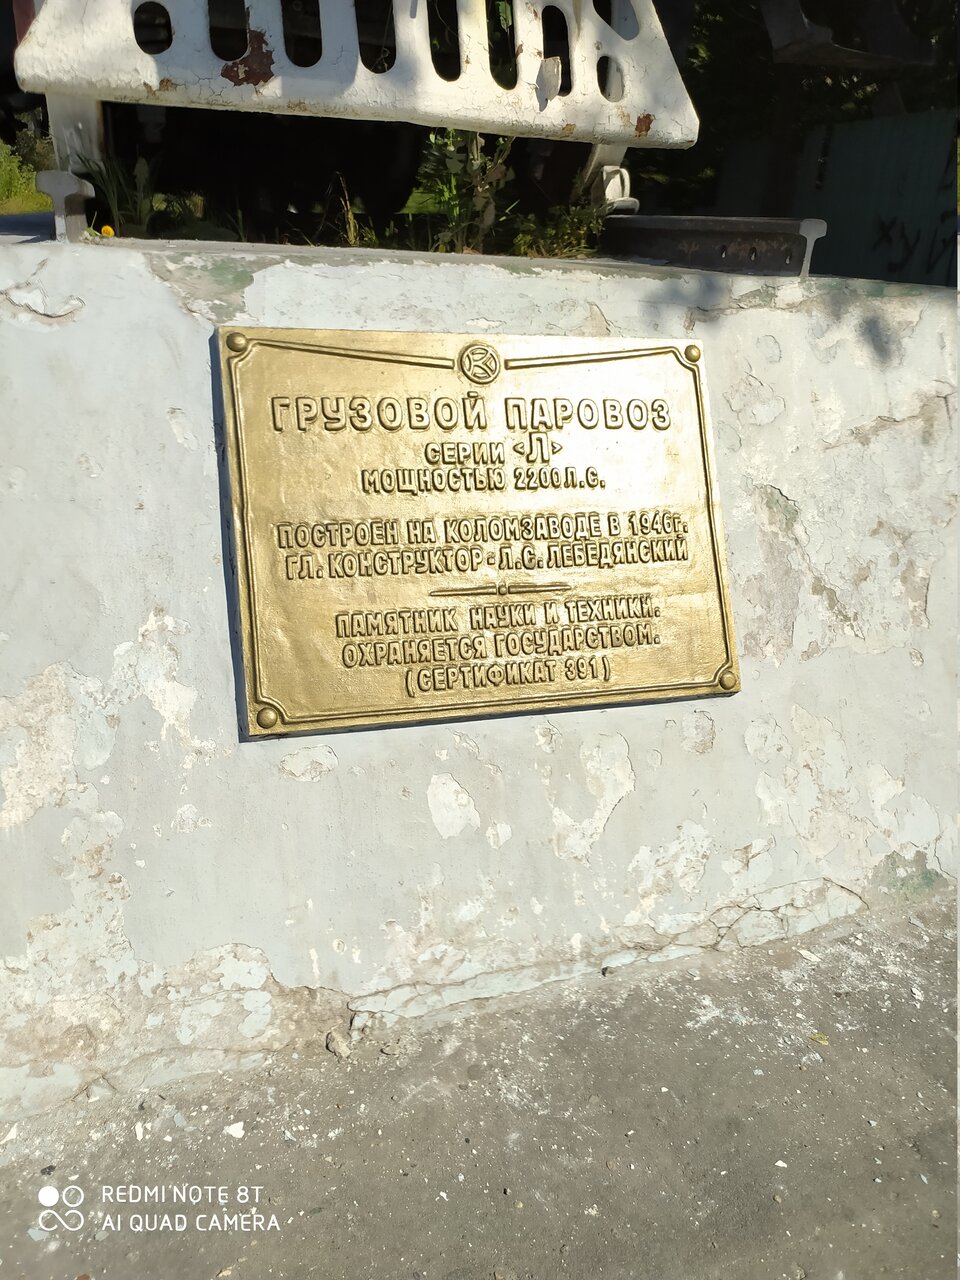 ХУЙ
ГРУЗОВОЙ ПАРОВОЗ
СЕРИИ <Л>
МОЩНОСТЬЮ 2200 Л.С.
ПОСТРОЕН НА КОЛОМЗАВОДЕ В 1946г.
ГЛ. КОНСТРУКТОР - Л.С. ЛЕБЕДЯНСКИЙ
ПАМЯТНИК НАУКИ И ТЕХНИКИ.
ОХРАНЯЕТСЯ ГОСУДАРСТВОМ.
(СЕРТИФИКАТ 391)
REDMI NOTE 8T
AI QUAD CAMERA